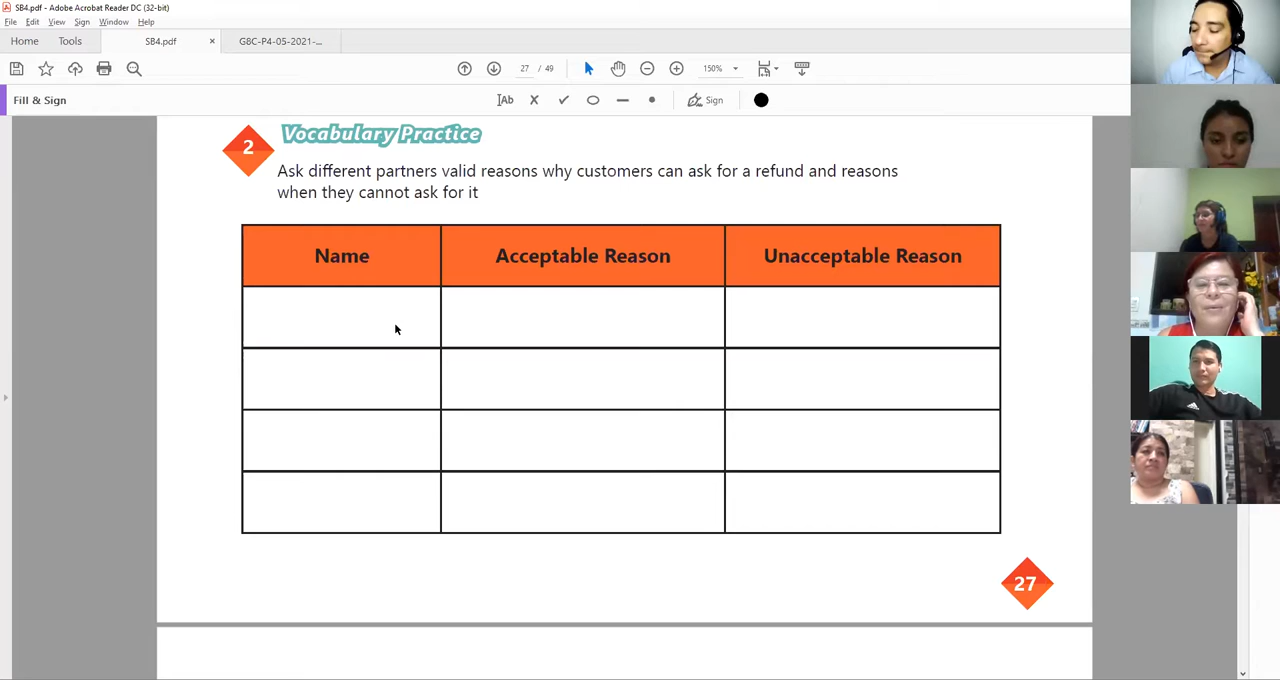 SB4.pdf - Adobe Acrobat Reader DC (32-bit)
File Edit View Sign Window Help
Home Tools SB4.pdf × GBC-P4-05-2021-...
27 / 49 150%
Fill & Sign Ab Sign
2 Vocabulary Practice
Ask different partners valid reasons why customers can ask for a refund and reasons
when they cannot ask for it
Name Acceptable Reason Unacceptable Reason
27